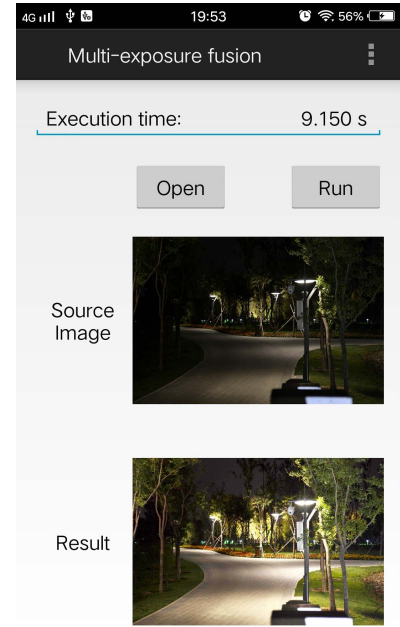 4G 19:53 56%
Multi-exposure fusion
Execution time: 9.150 s
Open Run
Source
Image
Result